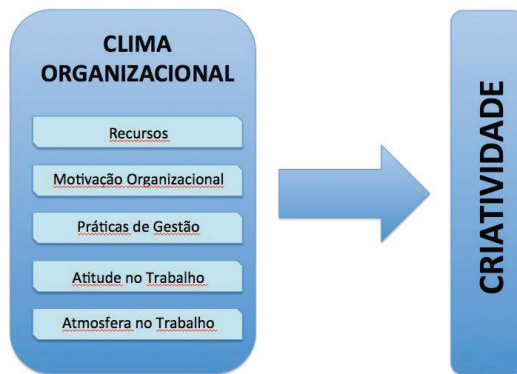 CLIMA
ORGANIZACIONAL
Recursos
Motivação Organizacional
Práticas de Gestão
Atitude no Trabalho
Atmosfera no Trabalho
CRIATIVIDADE